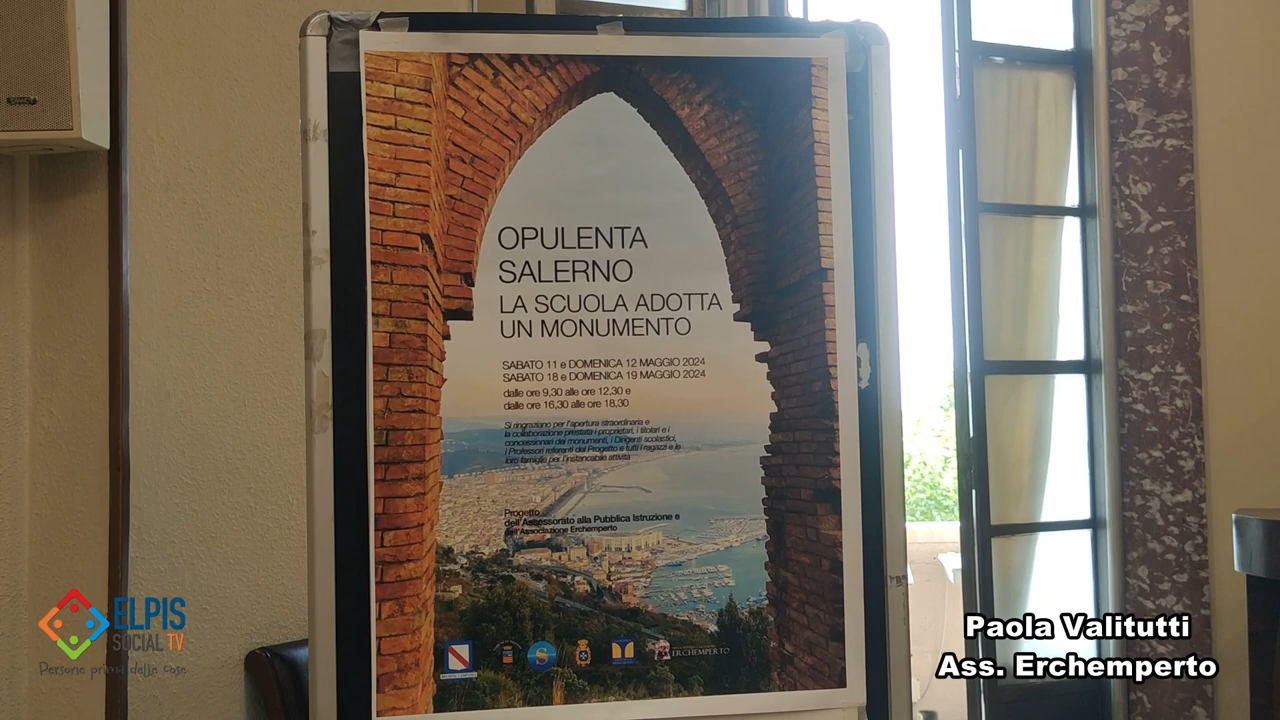 OPULENTA
SALERNO
LA SCUOLA ADOTTA
UN MONUMENTO
SABATO 11 e DOMENICA 12 MAGGIO 2024
SABATO 18 e DOMENICA 19 MAGGIO 2024
dalle ore 9,30 alle ore 12,30 e
dalle ore 16,30 alle ore 18,30
Si ringraziano per l'apertura straordinaria e
la collaborazione prestata i proprietari, i titolari e i
concessionari dei monumenti, i Dirigenti scolastici,
i Professori referenti del Progetto e tutti i ragazzi e le
loro famiglie per l'instancabile attività
Progetto
dell'Assessorato alla Pubblica Istruzione e
dell'Associazione Erchemperto
ERCHEMPERTO
ELPIS
SOCIAL TV
Persone prima delle cose
Paola Valitutti
Ass. Erchemperto